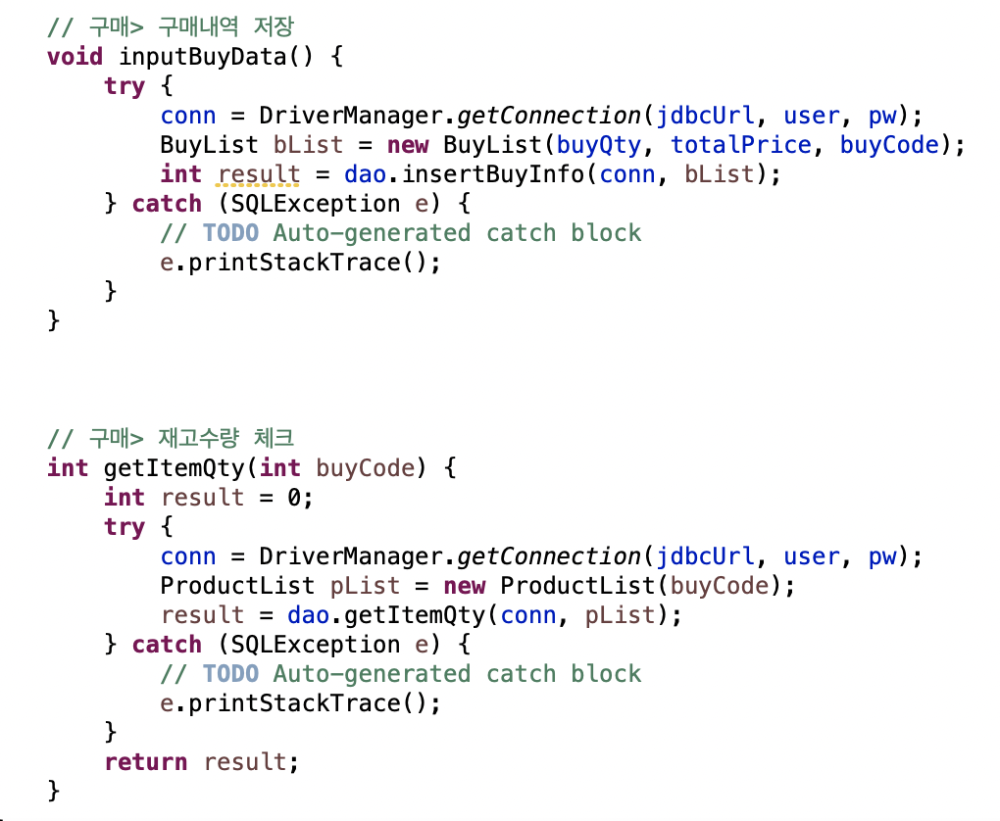 // 구매> 구매내역 저장
void inputBuyData() {
try {
conn = DriverManager.getConnection(jdbcUrl, user, pw);
BuyList bList = new BuyList(buyQty, totalPrice, buyCode);
int result = dao.insertBuyInfo(conn, bList);
} catch (SQLException e) {
// TODO Auto-generated catch block
e.printStackTrace();
}
}
// 구매> 재고수량 체크
int getItemQty(int buyCode) {
int result = 0;
try {
conn = DriverManager.getConnection(jdbcUrl, user, pw);
ProductList pList = new ProductList(buyCode);
result = dao.getItemQty(conn, pList);
} catch (SQLException e) {
// TODO Auto-generated catch block
e.printStackTrace();
}
return result;
}